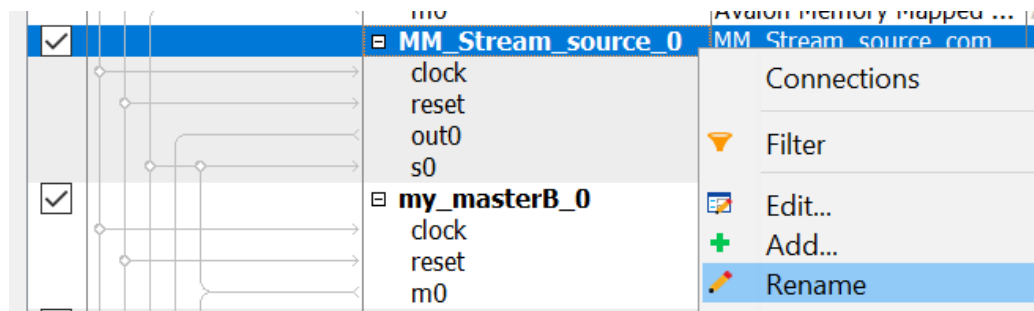 m0 Avalon Memory Mapped ...
MM_Stream_source_0 MM_Stream_source_com
clock
Connections
reset
out0
Filter
s0
my_masterB_0
Edit...
clock
Add...
reset
Rename
m0